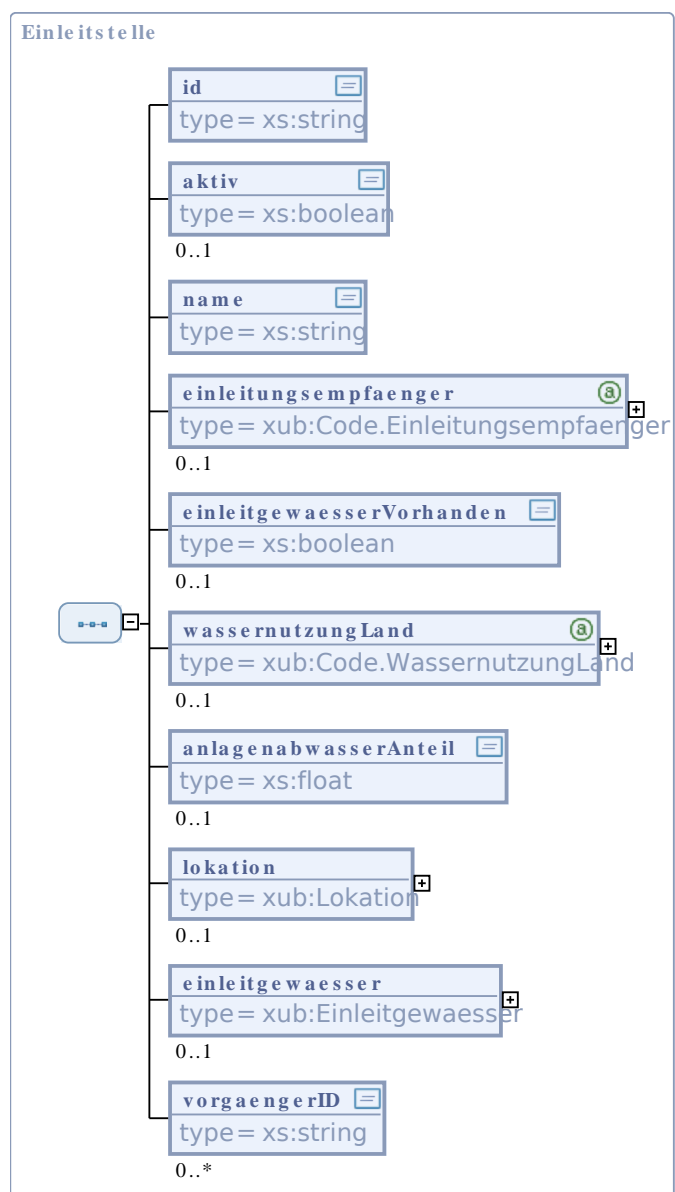 Einleitstelle
id
type= xs:string
aktiv
type= xs:boolean
0..1
name
type= xs:string
einleitungsempfaenger
type= xub:Code.Einleitungsempfaenger
0..1
einleitgewaesserVorhanden
type= xs:boolean
0..1
wassernutzungLand
type= xub:Code.WassernutzungLand
0..1
anlagenabwasserAnteil
type= xs:float
0..1
lokation
type= xub:Lokation
0..1
einleitgewaesser
type= xub:Einleitgewaesser
0..1
vorgaengerID
type= xs:string
0..*